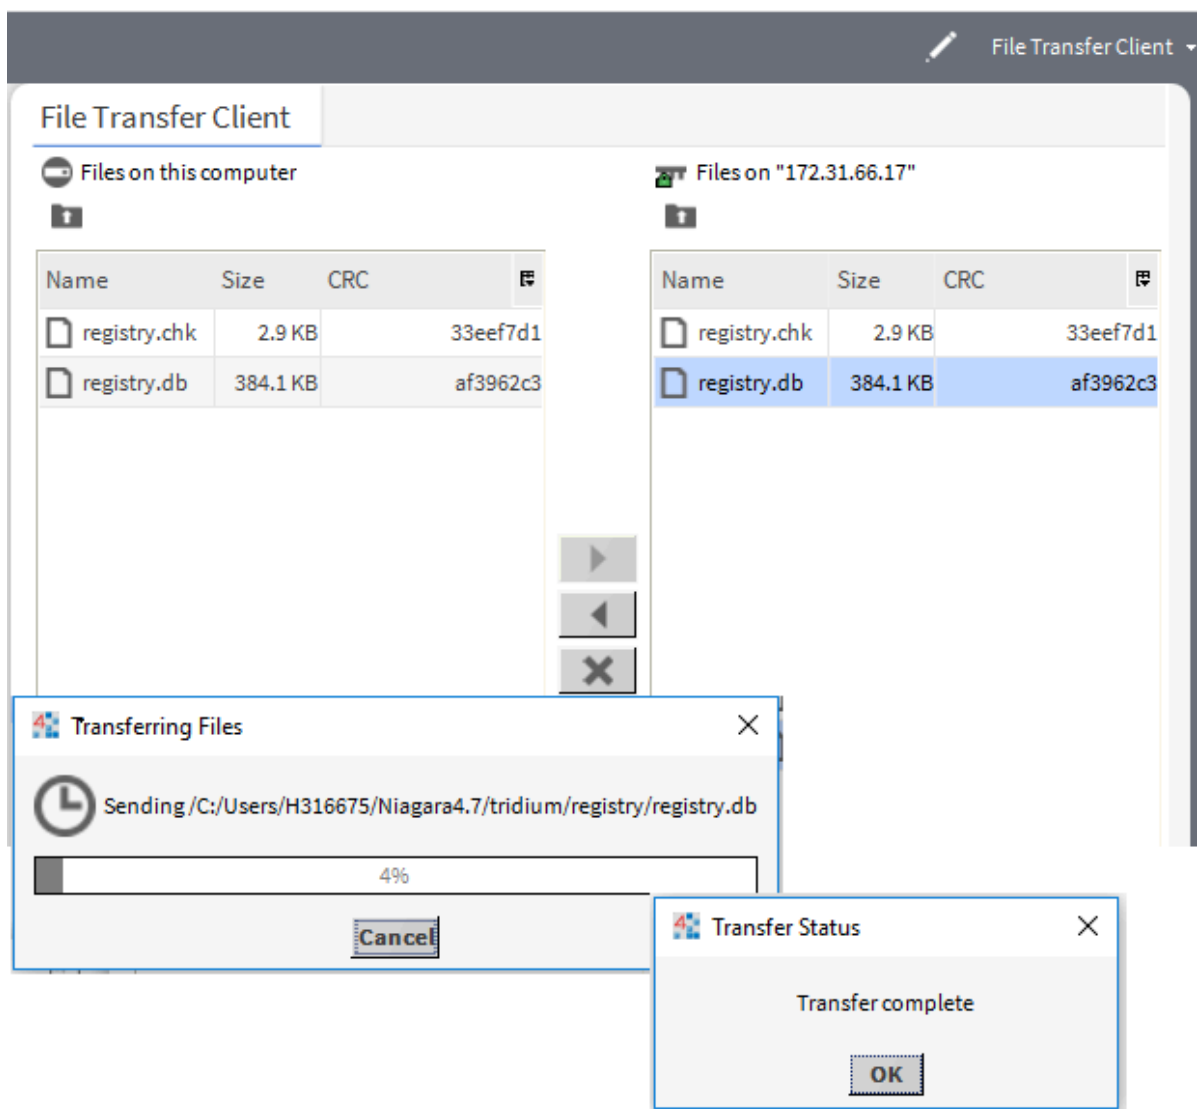 File Transfer Client
File Transfer Client
Files on this computer
Files on "172.31.66.17"
Name Size CRC
registry.chk 2.9 KB 33eef7d1
registry.db 384.1 KB af3962c3
Name Size CRC
registry.chk 2.9 KB 33eef7d1
registry.db 384.1 KB af3962c3
Transferring Files
Sending /C:/Users/H316675/Niagara4.7/tridium/registry/registry.db
4%
Cancel
Transfer Status
Transfer complete
OK